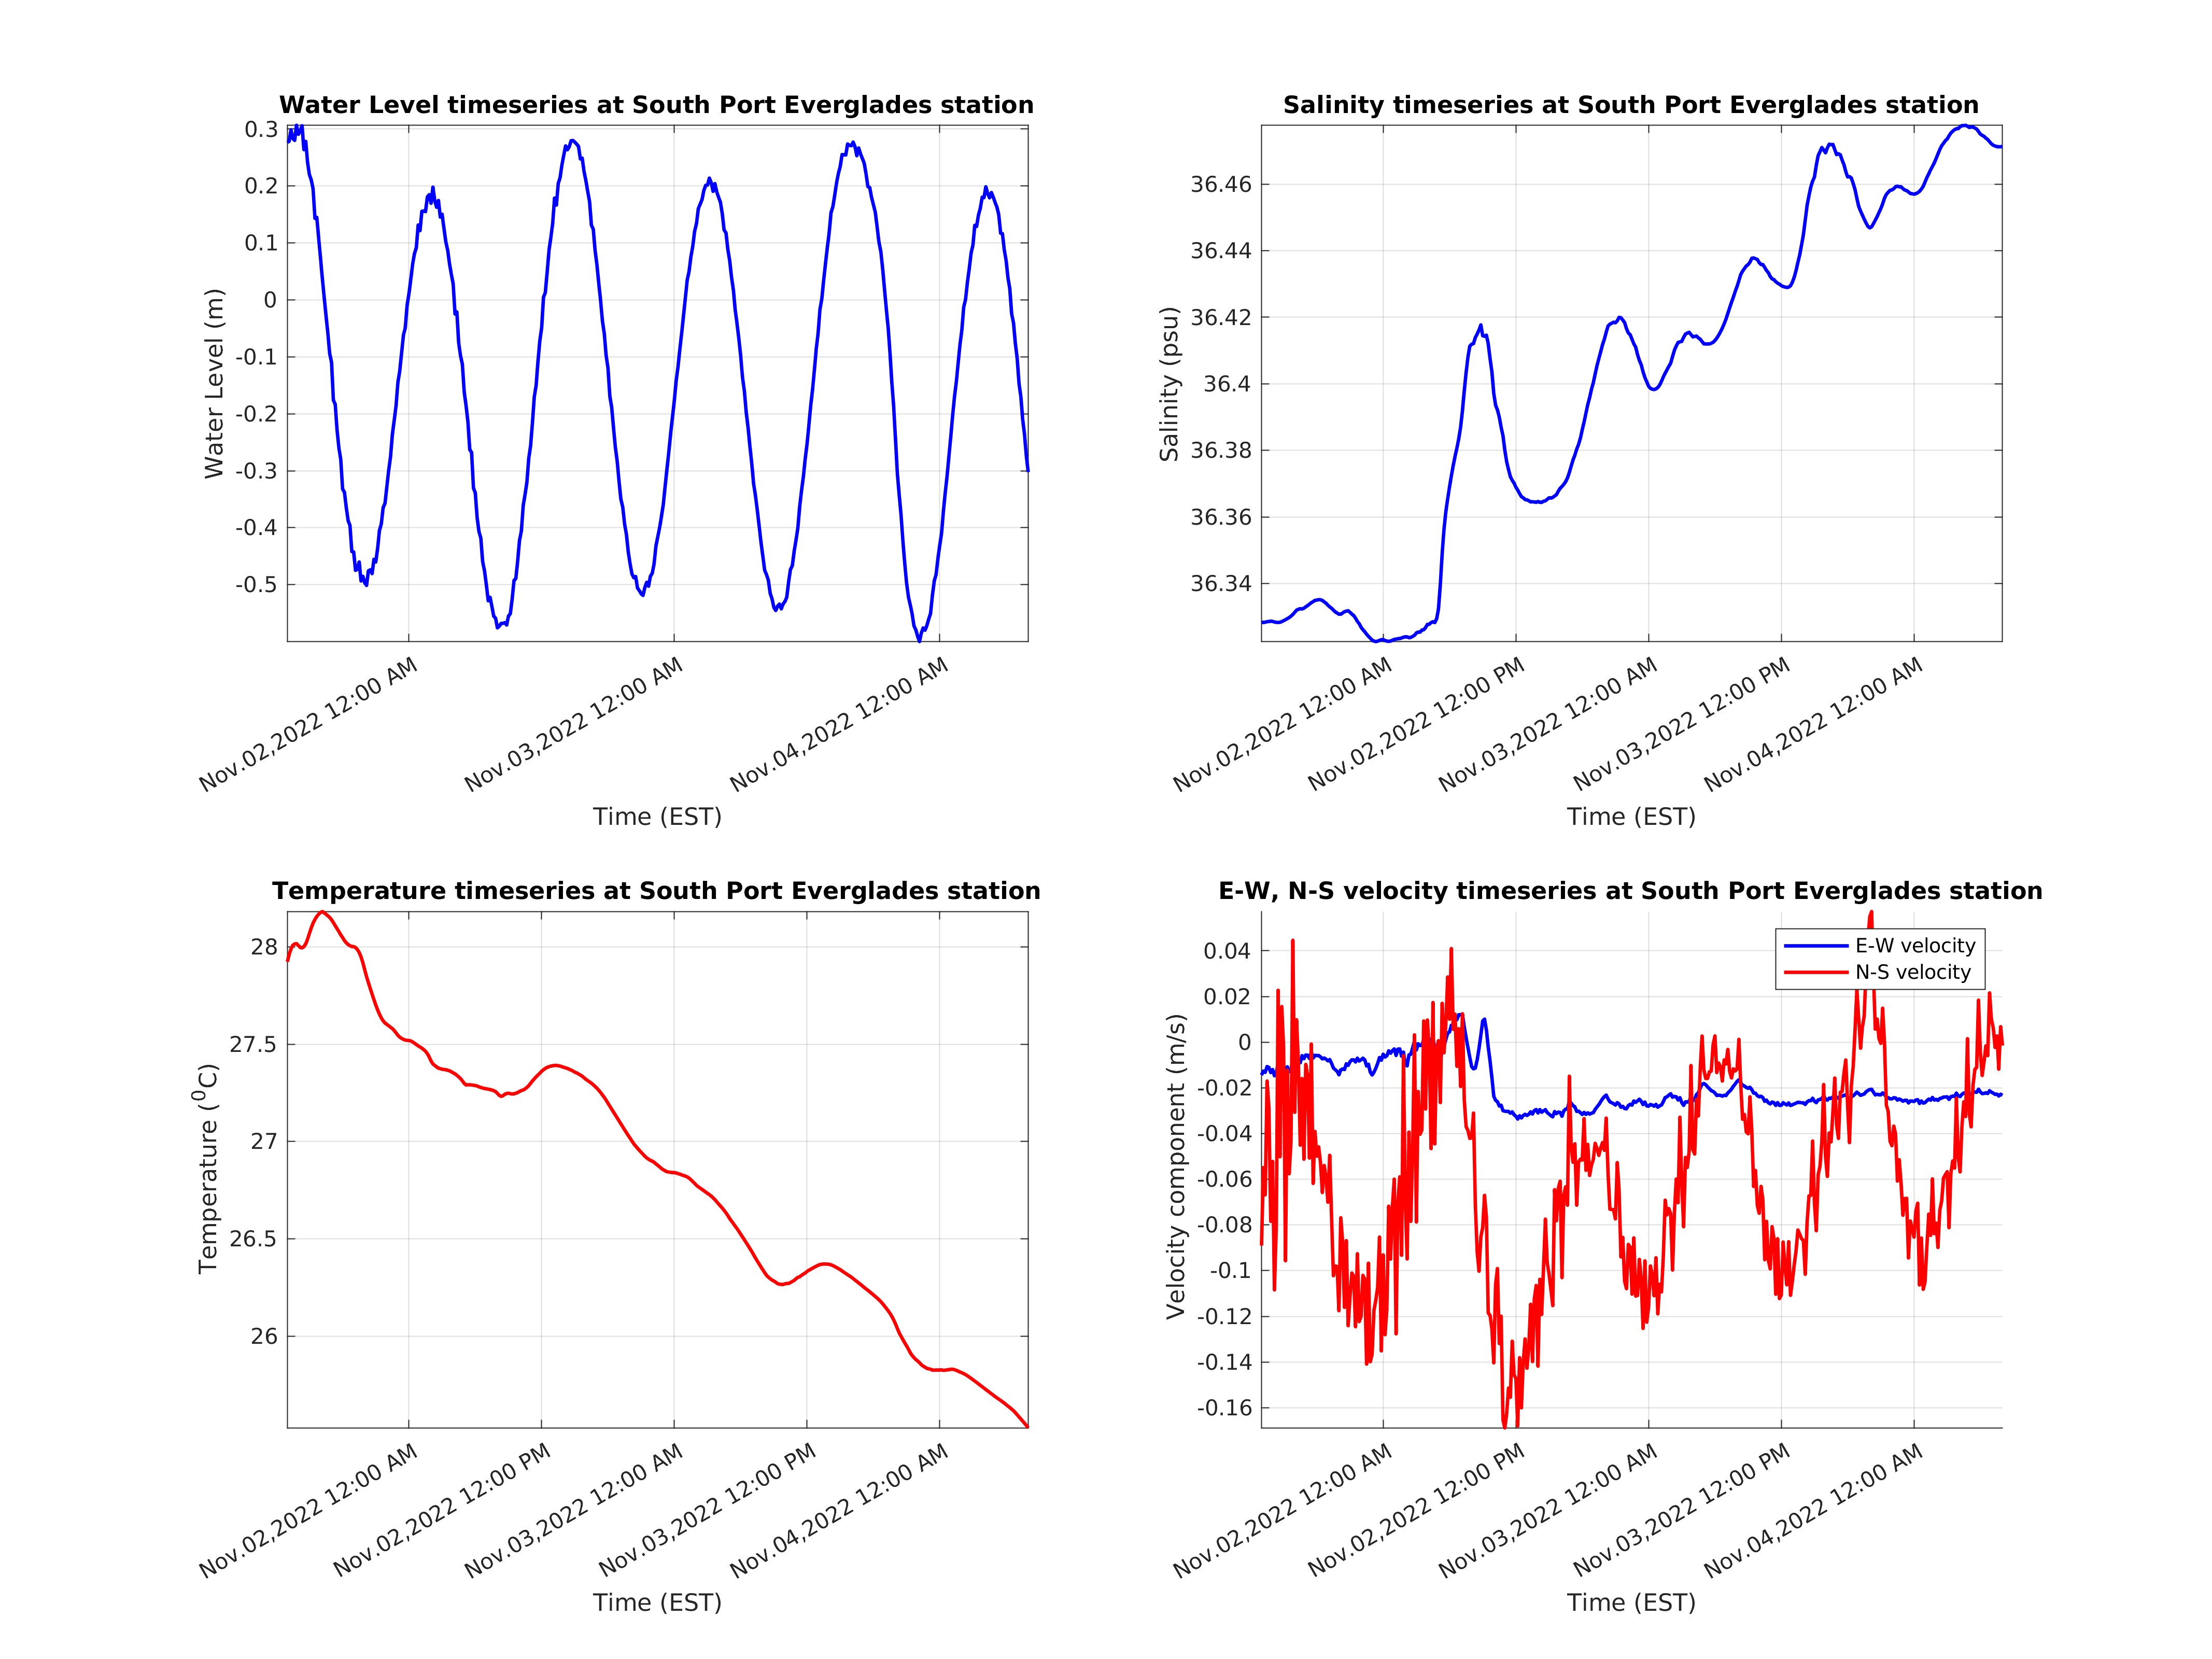 Water Level timeseries at South Port Everglades station
0.3
0.2
0.1
0
-0.1
-0.2
-0.3
-0.4
-0.5
Water Level (m)
Nov.02,2022 12:00 AM
Nov.03,2022 12:00 AM
Nov.04,2022 12:00 AM
Time (EST)
Salinity timeseries at South Port Everglades station
36.46
36.44
36.42
36.4
36.38
36.36
36.34
Salinity (psu)
Nov.02,2022 12:00 AM
Nov.02,2022 12:00 PM
Nov.03,2022 12:00 AM
Nov.03,2022 12:00 PM
Nov.04,2022 12:00 AM
Time (EST)
Temperature timeseries at South Port Everglades station
28
27.5
27
26.5
26
Temperature (⁰C)
Nov.02,2022 12:00 AM
Nov.02,2022 12:00 PM
Nov.03,2022 12:00 AM
Nov.03,2022 12:00 PM
Nov.04,2022 12:00 AM
Time (EST)
E-W, N-S velocity timeseries at South Port Everglades station
E-W velocity
N-S velocity
0.04
0.02
0
-0.02
-0.04
-0.06
-0.08
-0.1
-0.12
-0.14
-0.16
Velocity component (m/s)
Nov.02,2022 12:00 AM
Nov.02,2022 12:00 PM
Nov.03,2022 12:00 AM
Nov.03,2022 12:00 PM
Nov.04,2022 12:00 AM
Time (EST)